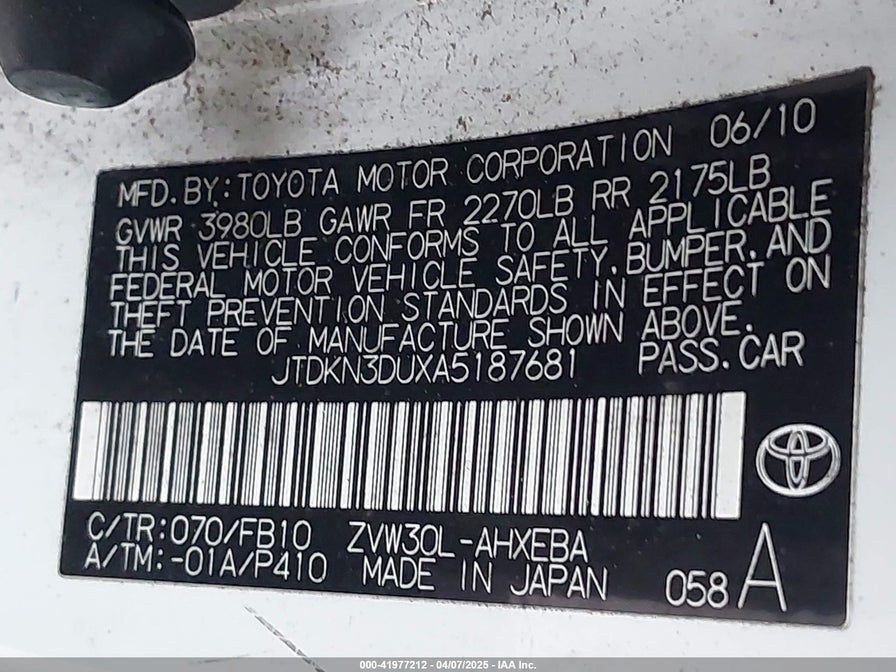 MFD.BY:TOYOTA MOTOR CORPORATION 06/10
GVWR 3980LB GAWR FR 2270LB RR 2175LB
THIS VEHICLE CONFORMS TO ALL APPLICABLE
FEDERAL MOTOR VEHICLE SAFETY,BUMPER,AND
THEFT PREVENTION STANDARDS IN EFFECT ON
THE DATE OF MANUFACTURE SHOWN ABOVE.
JTDKN3DUXA5187681 PASS.CAR
C/TR:070/FB10 ZVW30L-AHXEBA
A/TM:-01A/P410 MADE IN JAPAN 058 A
000-41977212 - 04/07/2025 - IAA Inc.